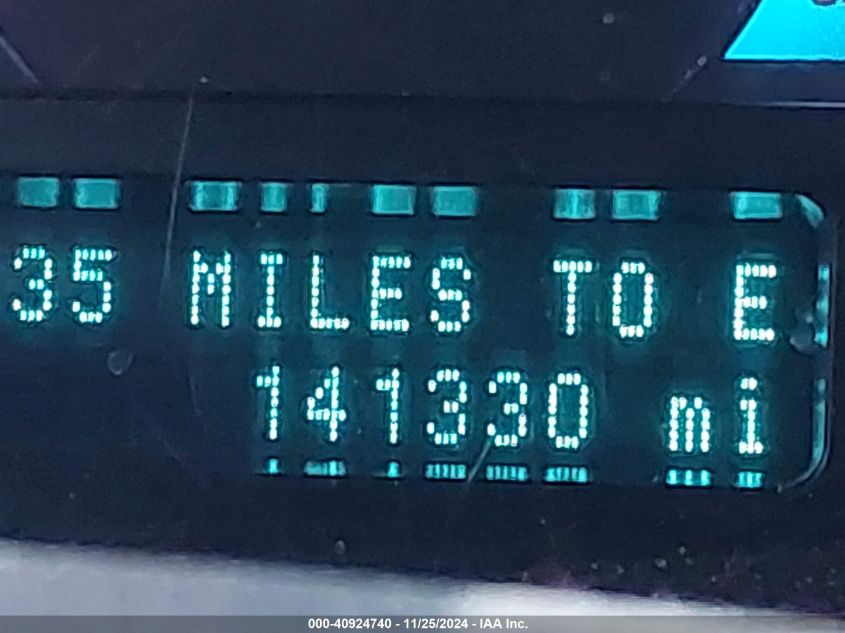 35 MILES TO E
141330 mi
000-40924740 - 11/25/2024 - IAA Inc.